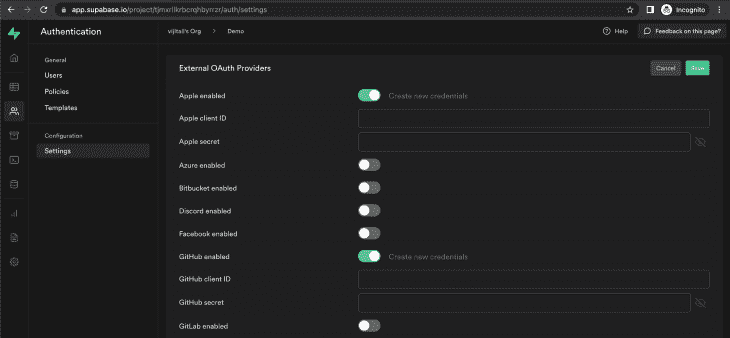 app.supabase.io/project/tjmxrllkrbcrqhbyrrzr/auth/settings
Incognito
Authentication
vijitail's Org
Demo
Help
Feedback on this page?
General
Users
Policies
Templates
Configuration
Settings
External OAuth Providers
Cancel
Save
Apple enabled
Create new credentials
Apple client ID
Apple secret
Azure enabled
Bitbucket enabled
Discord enabled
Facebook enabled
GitHub enabled
Create new credentials
GitHub client ID
GitHub secret
GitLab enabled